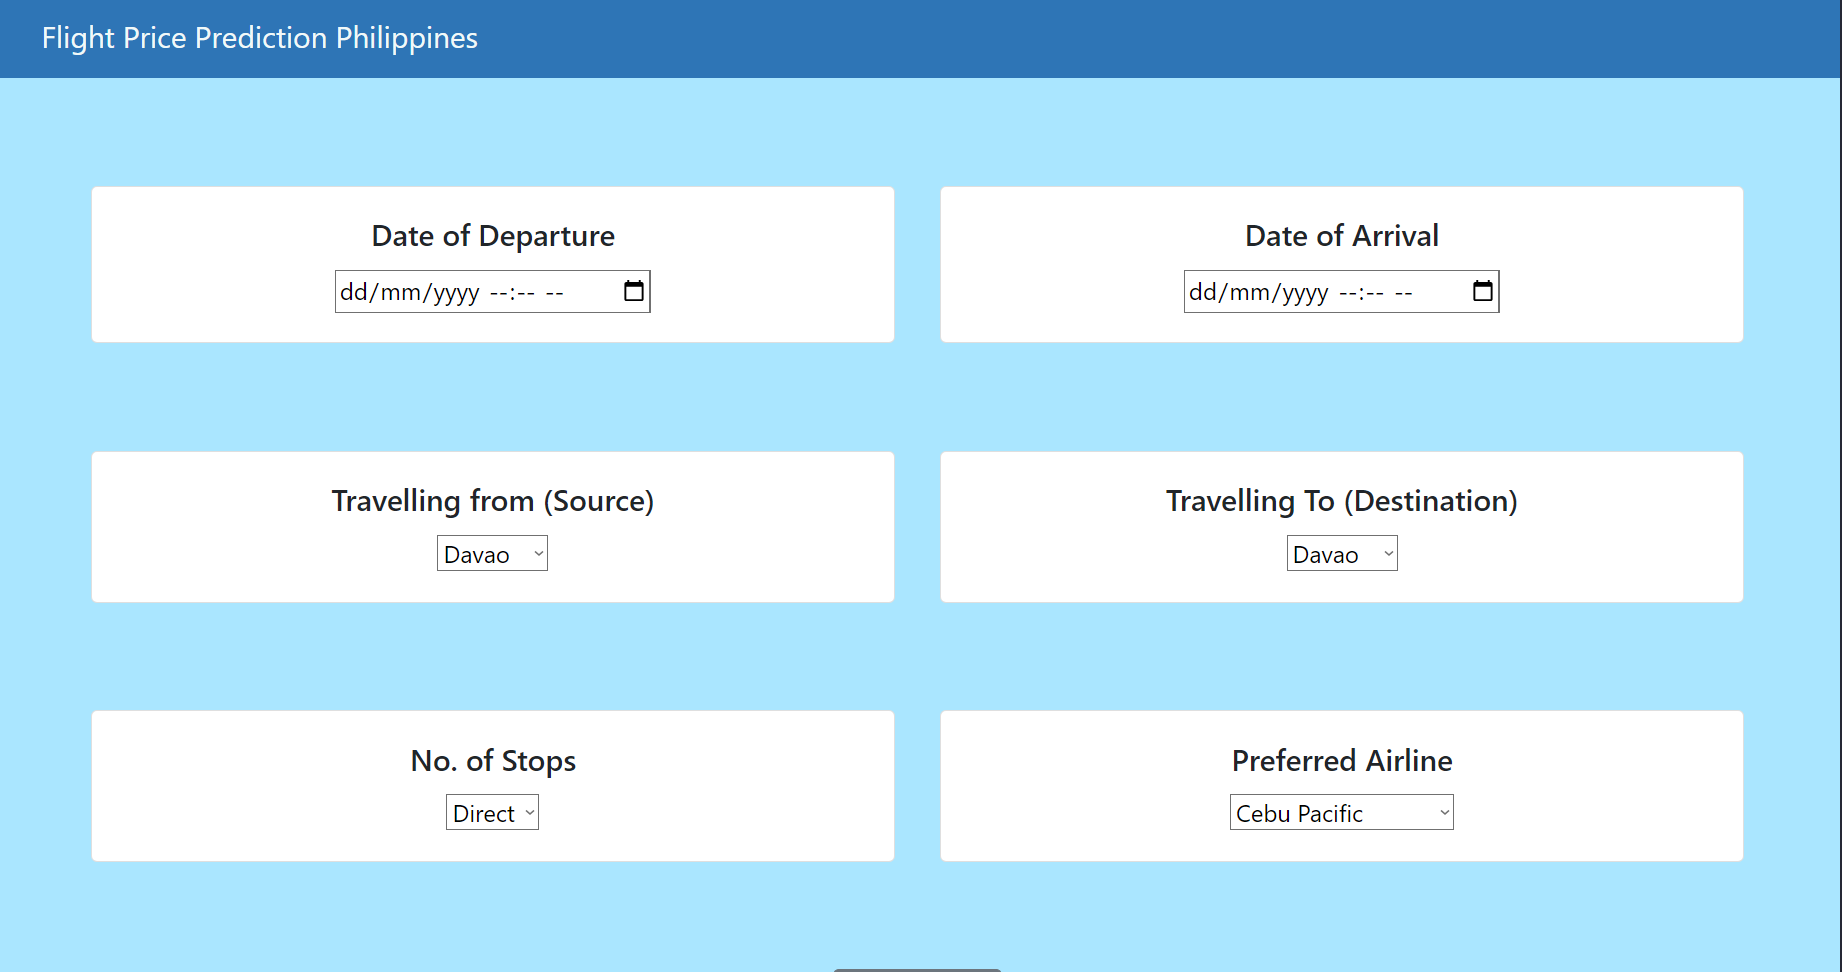 Flight Price Prediction Philippines
Date of Departure
dd/mm/yyyy --:-- --
Date of Arrival
dd/mm/yyyy --:-- --
Travelling from (Source)
Davao
Travelling To (Destination)
Davao
No. of Stops
Direct
Preferred Airline
Cebu Pacific